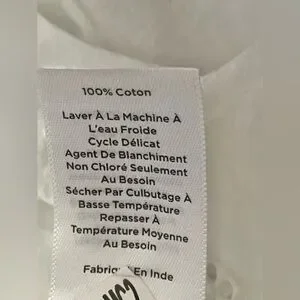 100% Coton
Laver À La Machine À
L'eau Froide
Cycle Délicat
Agent De Blanchiment
Non Chloré Seulement
Au Besoin
Sécher Par Culbutage À
Basse Température
Repasser À
Température Moyenne
Au Besoin
En Inde